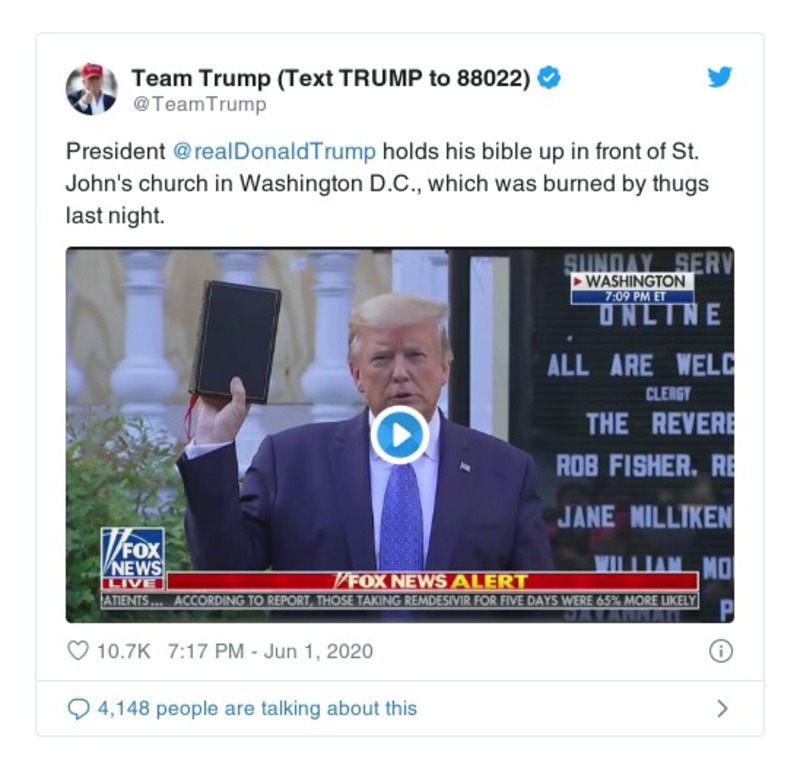 Team Trump (Text TRUMP to 88022)
@TeamTrump
President @realDonaldTrump holds his bible up in front of St.
John's church in Washington D.C., which was burned by thugs
last night.
SUNDAY SERV
WASHINGTON
7:09 PM ET
ONLINE
ALL ARE WELC
CLERGY
THE REVERE
ROB FISHER. RE
JANE MILLIKEN
WILLIAM MO
SAVANNAH P
FOX
NEWS
LIVE
FOX NEWS ALERT
ATIENTS... ACCORDING TO REPORT, THOSE TAKING REMDESIVIR FOR FIVE DAYS WERE 65% MORE LIKELY
10.7K 7:17 PM - Jun 1, 2020
4,148 people are talking about this